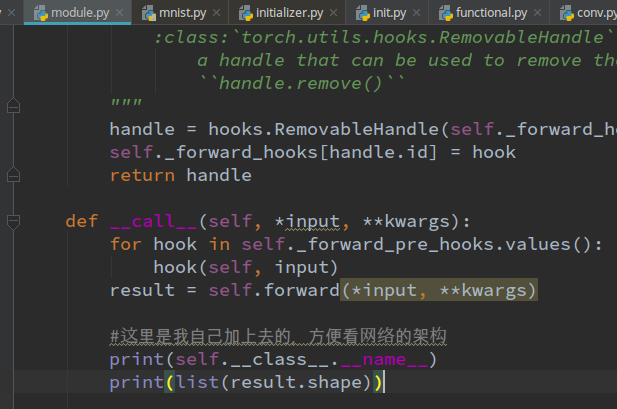 module.py mnist.py initializer.py init.py functional.py conv.py
:class:`torch.utils.hooks.RemovableHandle`
a handle that can be used to remove
``handle.remove()``
"""
handle = hooks.RemovableHandle(self._forward_
self._forward_hooks[handle.id] = hook
return handle
def __call__(self, *input, **kwargs):
for hook in self._forward_pre_hooks.values():
hook(self, input)
result = self.forward(*input, **kwargs)
#这里是我自己加上去的，方便看网络的架构
print(self.__class__.__name__)
print(list(result.shape))